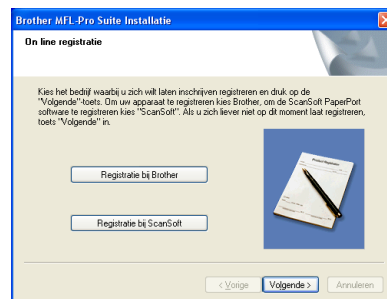 Brother MFL-Pro Suite Installatie
On line registratie
Kies het bedrijf waarbij u zich wilt laten inschrijven registreren en druk op de
"Volgende"-toets. Om uw apparaat te registreren kies Brother, om de ScanSoft PaperPort
software te registreren kies "ScanSoft". Als u zich liever niet op dit moment laat registreren,
toets "Volgende" in.
Registratie bij Brother
Registratie bij ScanSoft
< Vorige
Volgende >
Annuleren